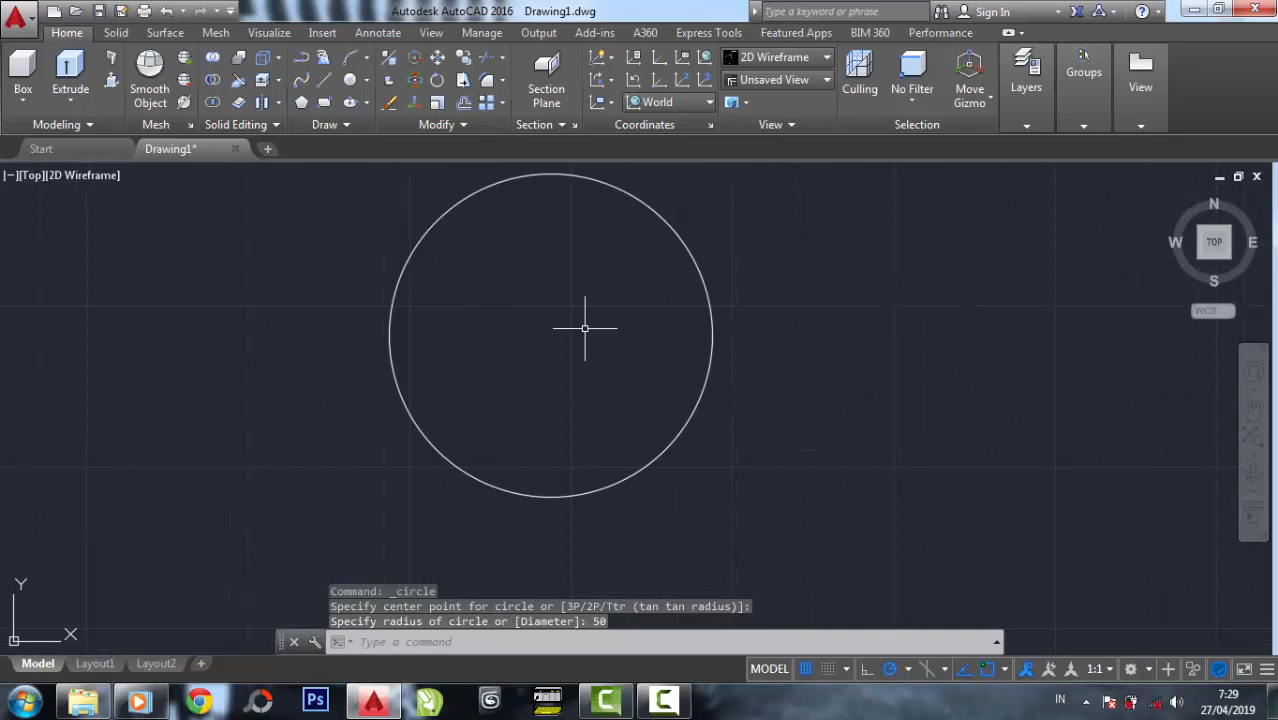 Autodesk AutoCAD 2016 Drawing1.dwg
Type a keyword or phrase
Sign In
Home Solid Surface Mesh Visualize Insert Annotate View Manage Output Add-ins A360 Express Tools Featured Apps BIM 360 Performance
2D Wireframe
Unsaved View
World
Box Extrude Smooth Object Section Plane Culling No Filter Move Gizmo Layers Groups View
Modeling Mesh Solid Editing Draw Modify Section Coordinates View Selection
Start Drawing1*
[−][Top][2D Wireframe]
N
W TOP E
S
WCS
Y
X
Command: _circle
Specify center point for circle or [3P/2P/Ttr (tan tan radius)]:
Specify radius of circle or [Diameter]: 50
Type a command
Model Layout1 Layout2 +
MODEL 1:1
Ps
IN
7:29
27/04/2019